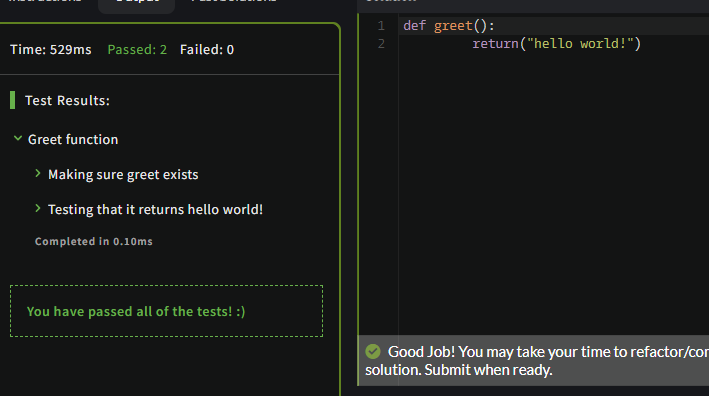 Output
Time: 529ms Passed: 2 Failed: 0
Test Results:
Greet function
Making sure greet exists
Testing that it returns hello world!
Completed in 0.10ms
You have passed all of the tests! :)
1 def greet():
2 return("hello world!")
Good Job! You may take your time to refactor/
solution. Submit when ready.